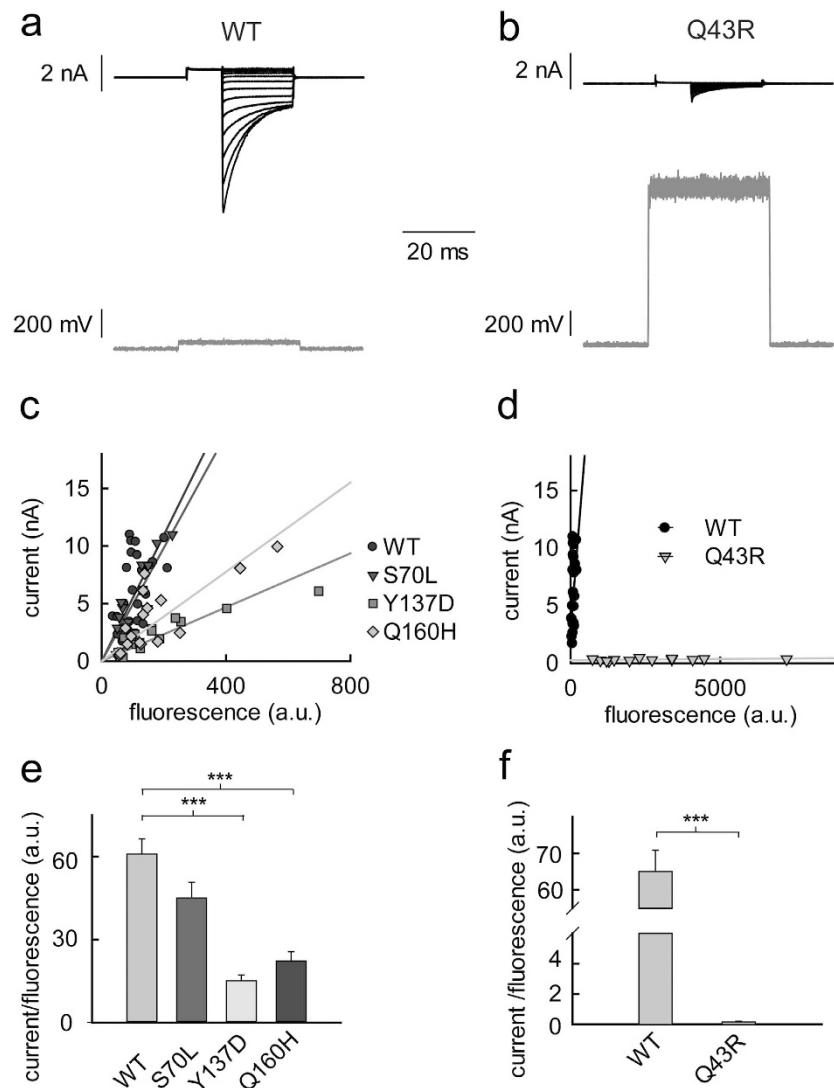 a
WT
2 nA
b
Q43R
2 nA
20 ms
200 mV
200 mV
c
current (nA)
15
10
5
0
0
400
800
fluorescence (a.u.)
WT
S70L
Y137D
Q160H
d
current (nA)
15
10
5
0
0
5000
fluorescence (a.u.)
WT
Q43R
e
current/fluorescence (a.u.)
60
30
0
***
***
WT
S70L
Y137D
Q160H
f
current /fluorescence (a.u.)
70
60
4
2
0
***
WT
Q43R